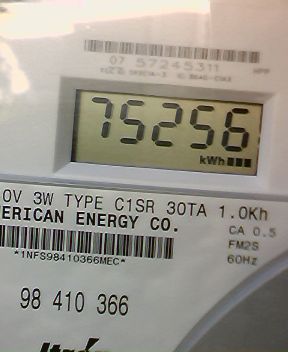 07 57245311
75256
kWh
0V 3W TYPE C1SR 30TA 1.0Kh
ERICAN ENERGY CO.
CA 0.5
FM2S
*1NFS98410366MEC*
60Hz
98 410 366